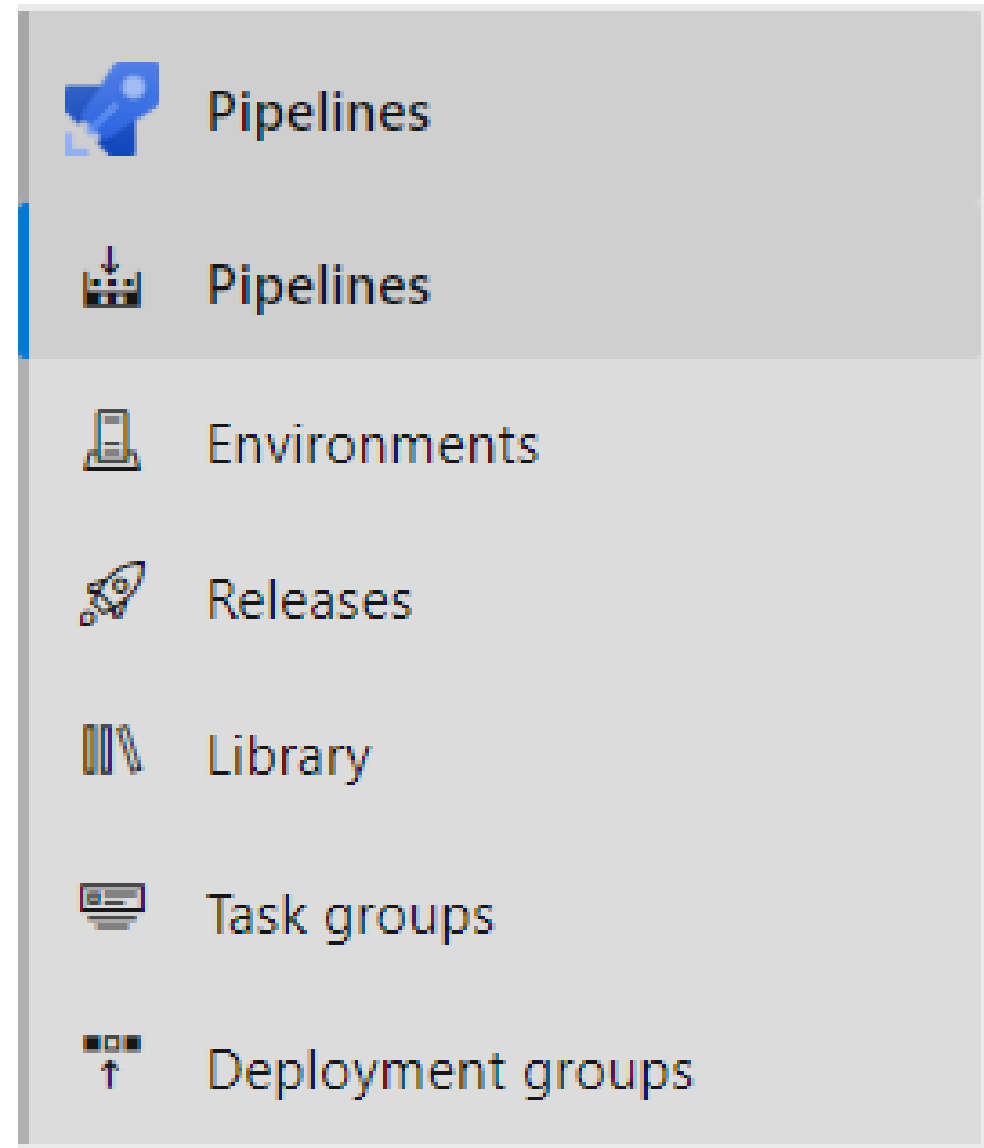 Pipelines
Pipelines
Environments
Releases
Library
Task groups
Deployment groups